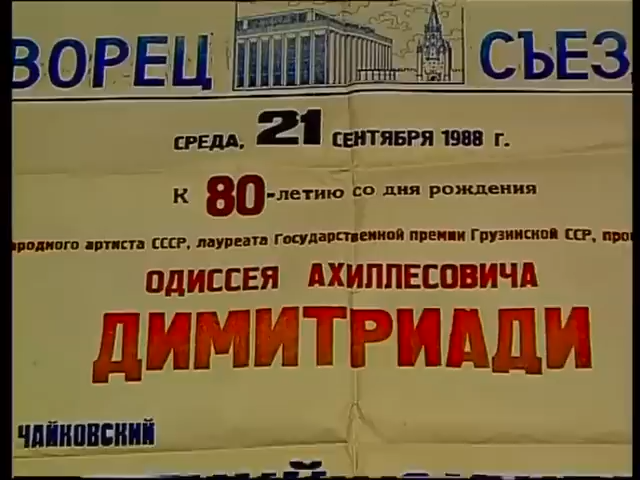 ВОРЕЦ СЪЕЗ
СРЕДА, 21 СЕНТЯБРЯ 1988 г.
К 80-летию со дня рождения
ародного артиста СССР, лауреата Государственной премии Грузинской ССР, про
ОДИССЕЯ АХИЛЛЕСОВИЧА
ДИМИТРИАДИ
ЧАЙКОВСКИЙ